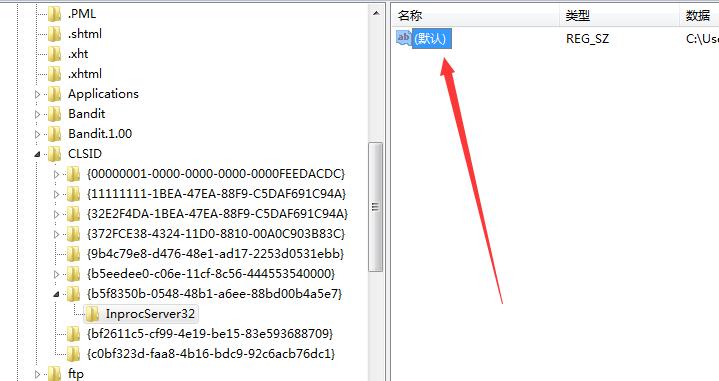 .PML
.shtml
.xht
.xhtml
Applications
Bandit
Bandit.1.00
CLSID
{00000001-0000-0000-0000-0000FEEDACDC}
{11111111-1BEA-47EA-88F9-C5DAF691C94A}
{32E2F4DA-1BEA-47EA-88F9-C5DAF691C94A}
{372FCE38-4324-11D0-8810-00A0C903B83C}
{9b4c79e8-d476-48e1-ad17-2253d0531ebb}
{b5eedee0-c06e-11cf-8c56-444553540000}
{b5f8350b-0548-48b1-a6ee-88bd00b4a5e7}
InprocServer32
{bf2611c5-cf99-4e19-be15-83e593688709}
{c0bf323d-faa8-4b16-bdc9-92c6acb76dc1}
ftp
名称 类型 数据
ab (默认) REG_SZ C:\Use